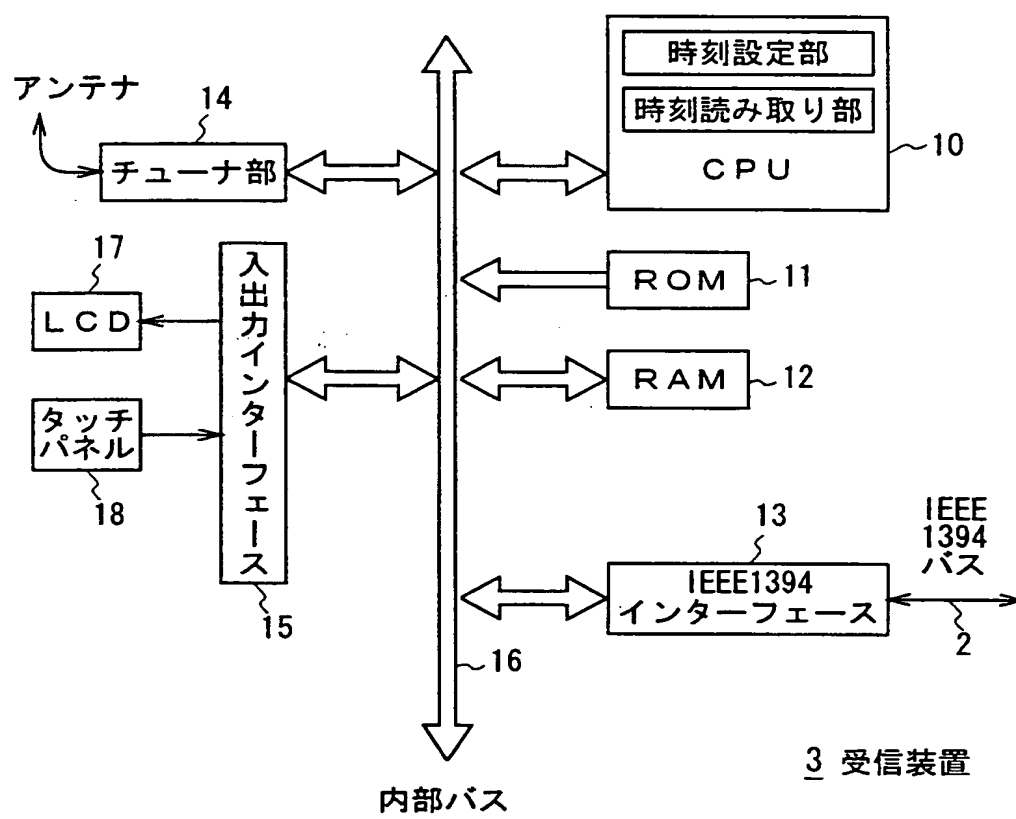 アンテナ
14
チューナ部
時刻設定部
時刻読み取り部
CPU
10
17
LCD
入出力インターフェース
ROM
11
タッチ
パネル
18
RAM
12
15
13
IEEE1394
インターフェース
IEEE
1394
バス
2
16
内部バス
3 受信装置